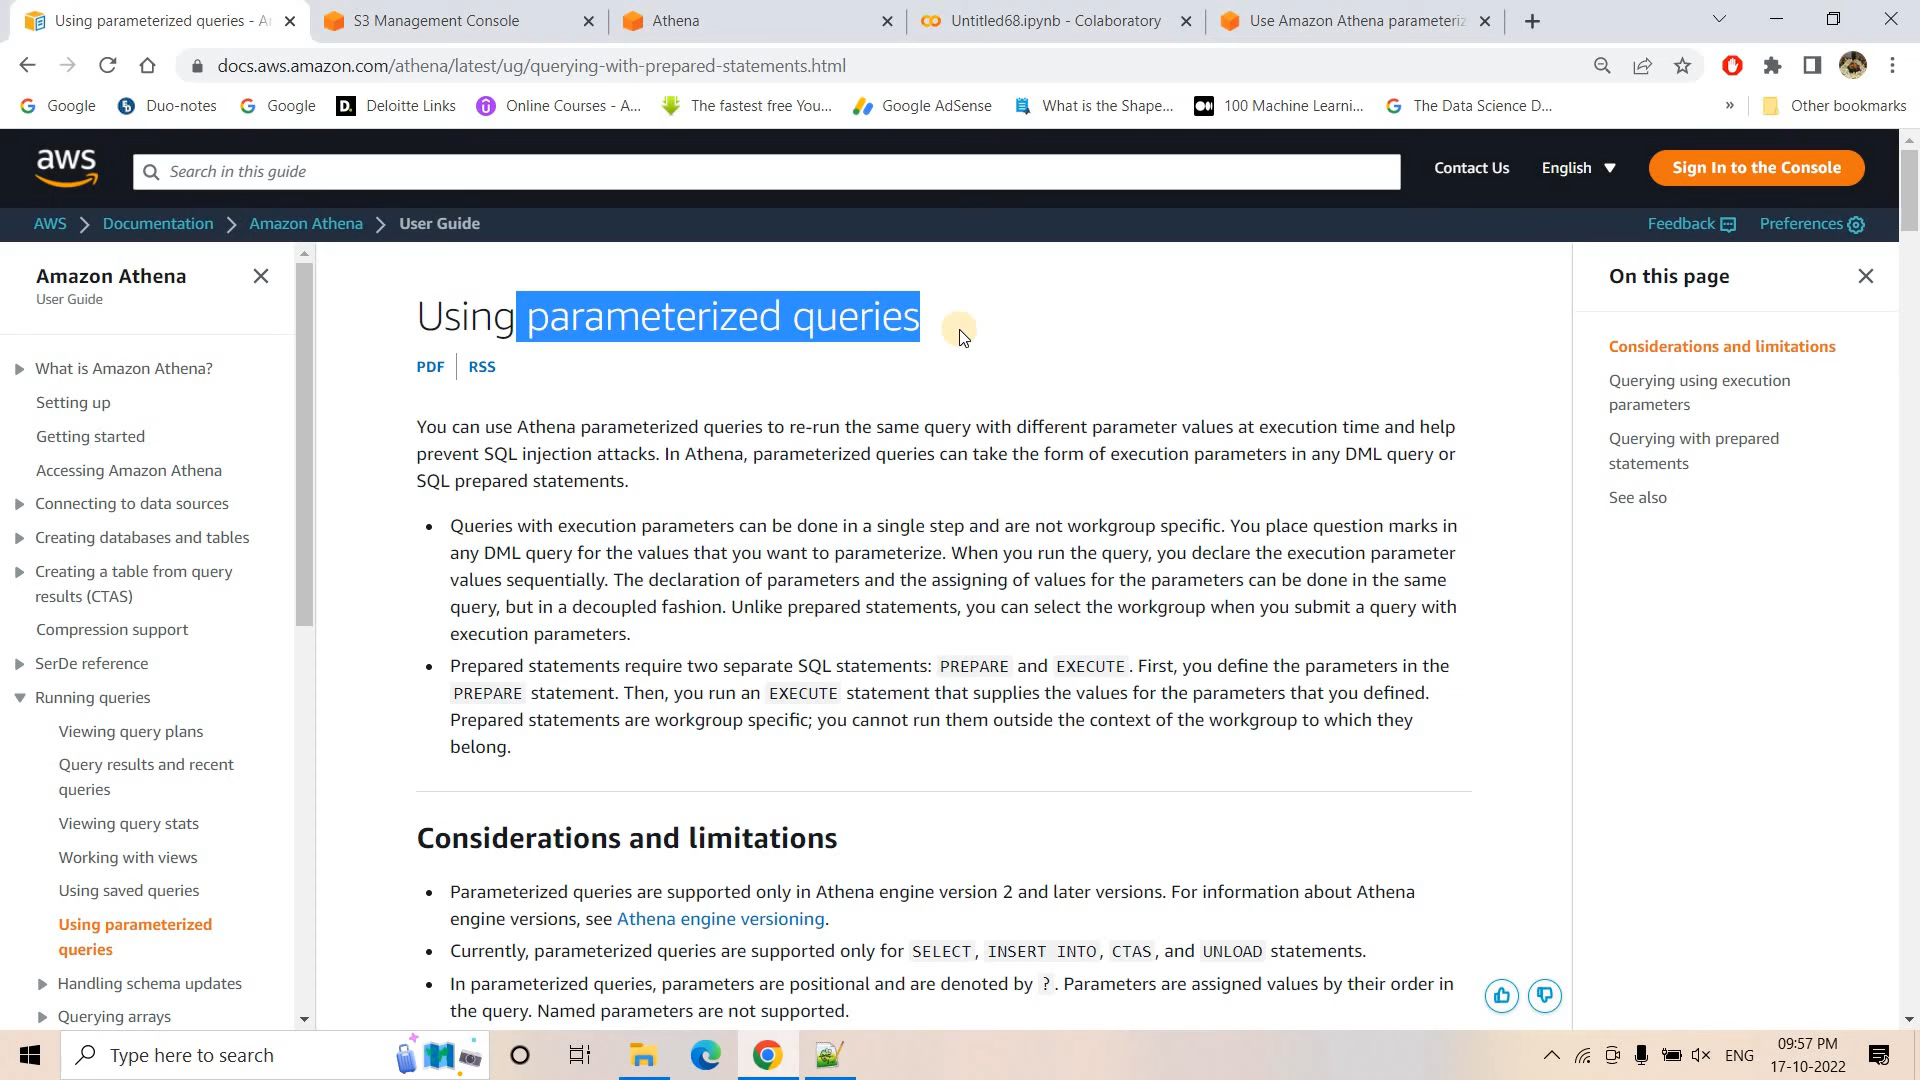 Using parameterized queries - A
S3 Management Console
Athena
Untitled68.ipynb - Colaboratory
Use Amazon Athena parameteriz
docs.aws.amazon.com/athena/latest/ug/querying-with-prepared-statements.html
Google
Duo-notes
Google
D.
Deloitte Links
Online Courses - A...
The fastest free You...
Google AdSense
What is the Shape...
100 Machine Learni...
The Data Science D...
»
Other bookmarks
aws
Search in this guide
Contact Us
English
Sign In to the Console
AWS
Documentation
Amazon Athena
User Guide
Feedback
Preferences
Amazon Athena
User Guide
What is Amazon Athena?
Setting up
Getting started
Accessing Amazon Athena
Connecting to data sources
Creating databases and tables
Creating a table from query
results (CTAS)
Compression support
SerDe reference
Running queries
Viewing query plans
Query results and recent
queries
Viewing query stats
Working with views
Using saved queries
Using parameterized
queries
Handling schema updates
Querying arrays
Using parameterized queries
PDF
RSS
You can use Athena parameterized queries to re-run the same query with different parameter values at execution time and help
prevent SQL injection attacks. In Athena, parameterized queries can take the form of execution parameters in any DML query or
SQL prepared statements.
• Queries with execution parameters can be done in a single step and are not workgroup specific. You place question marks in
any DML query for the values that you want to parameterize. When you run the query, you declare the execution parameter
values sequentially. The declaration of parameters and the assigning of values for the parameters can be done in the same
query, but in a decoupled fashion. Unlike prepared statements, you can select the workgroup when you submit a query with
execution parameters.
• Prepared statements require two separate SQL statements: PREPARE and EXECUTE. First, you define the parameters in the
PREPARE statement. Then, you run an EXECUTE statement that supplies the values for the parameters that you defined.
Prepared statements are workgroup specific; you cannot run them outside the context of the workgroup to which they
belong.
Considerations and limitations
• Parameterized queries are supported only in Athena engine version 2 and later versions. For information about Athena
engine versions, see Athena engine versioning.
• Currently, parameterized queries are supported only for SELECT, INSERT INTO, CTAS, and UNLOAD statements.
• In parameterized queries, parameters are positional and are denoted by ?. Parameters are assigned values by their order in
the query. Named parameters are not supported.
On this page
Considerations and limitations
Querying using execution
parameters
Querying with prepared
statements
See also
Type here to search
ENG
09:57 PM
17-10-2022